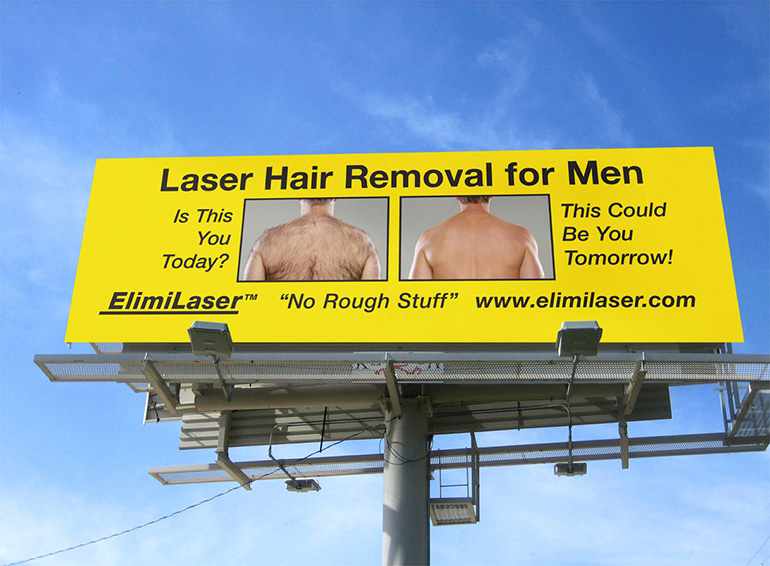 Laser Hair Removal for Men
Is This
You
Today?
This Could
Be You
Tomorrow!
ElimiLaser™ “No Rough Stuff” www.elimilaser.com